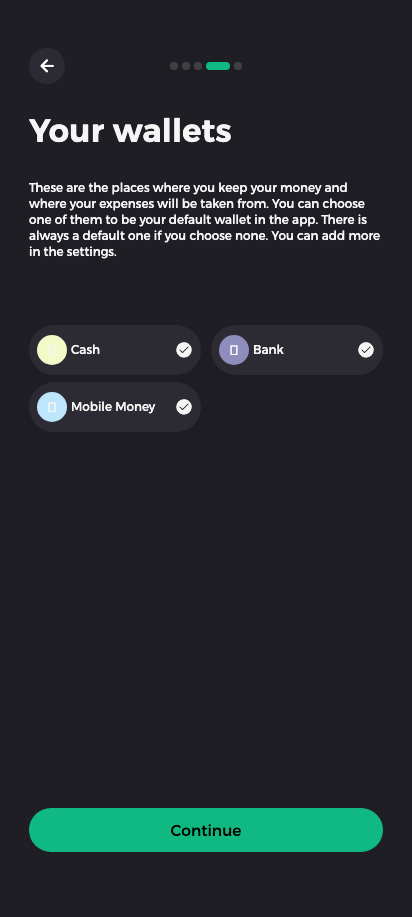 Your wallets
These are the places where you keep your money and
where your expenses will be taken from. You can choose
one of them to be your default wallet in the app. There is
always a default one if you choose none. You can add more
in the settings.
Cash
Bank
Mobile Money
Continue